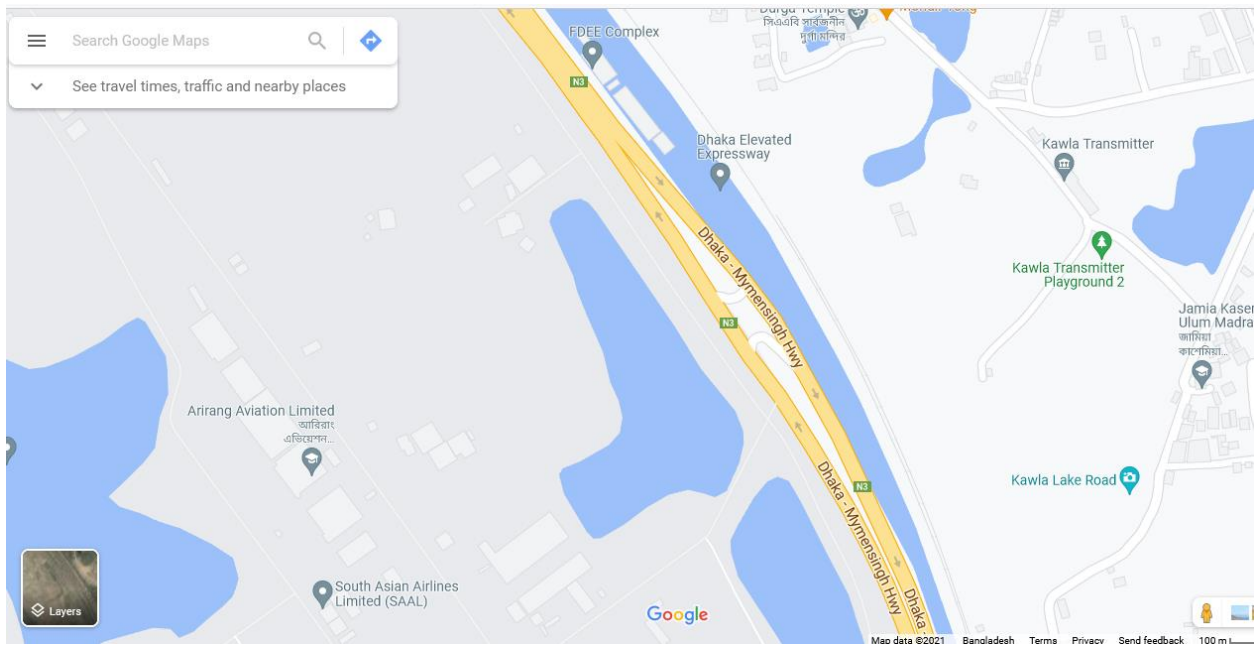 Search Google Maps
See travel times, traffic and nearby places
FDEE Complex
N3
Durga Temple
সিএএবি সার্বজনীন
দুর্গা মন্দির
Dhaka Elevated
Expressway
Kawla Transmitter
Kawla Transmitter
Playground 2
Dhaka - Mymensingh Hwy
N3
Jamia Kaser
Ulum Madra
জামিয়া
কাশেমিয়া...
Arirang Aviation Limited
আরিরাং
এভিয়েশন...
Kawla Lake Road
N3
Dhaka - Mymensingh Hwy
Dhaka
South Asian Airlines
Limited (SAAL)
Layers
Google
Map data ©2021 Bangladesh Terms Privacy Send feedback 100 m